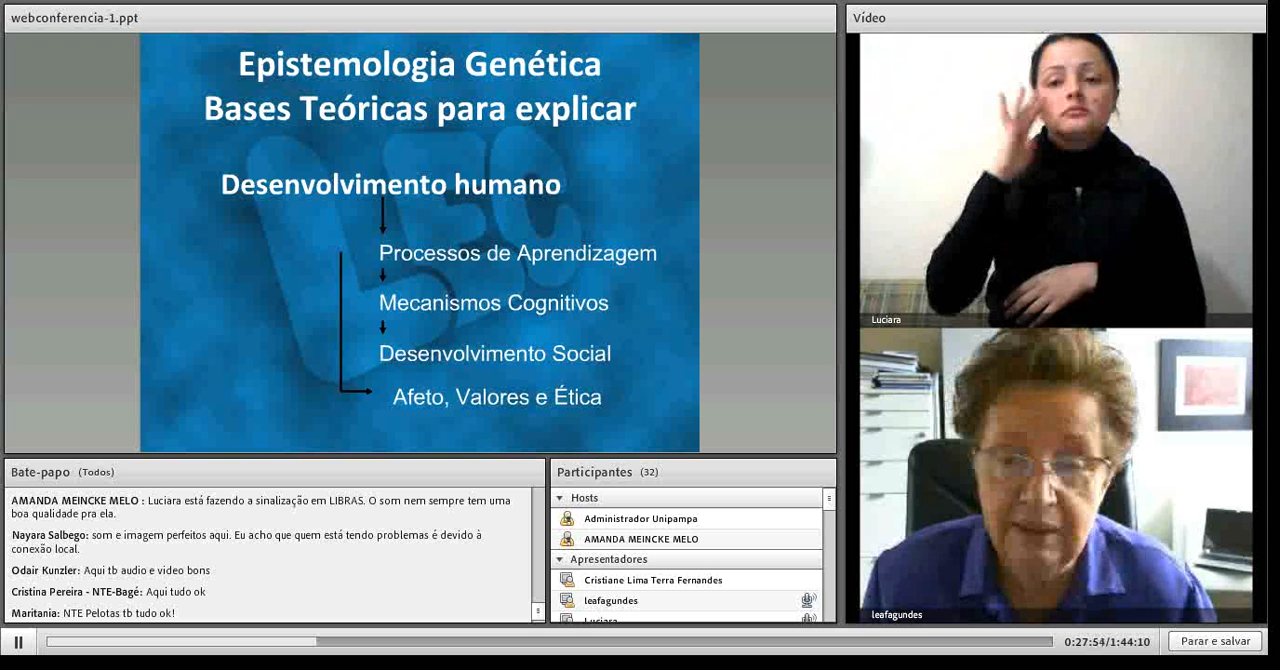 webconferencia-1.ppt
Epistemologia Genética
Bases Teóricas para explicar
Desenvolvimento humano
Processos de Aprendizagem
Mecanismos Cognitivos
Desenvolvimento Social
Afeto, Valores e Ética
LEC
Vídeo
Luciara
leafagundes
Bate-papo (Todos)
AMANDA MEINCKE MELO : Luciara está fazendo a sinalização em LIBRAS. O som nem sempre tem uma
boa qualidade pra ela.
Nayara Salbego: som e imagem perfeitos aqui. Eu acho que quem está tendo problemas é devido à
conexão local.
Odair Kunzler: Aqui tb audio e video bons
Cristina Pereira - NTE-Bagé: Aqui tudo ok
Maritania: NTE Pelotas tb tudo ok!
Participantes (32)
Hosts
Administrador Unipampa
AMANDA MEINCKE MELO
Apresentadores
Cristiane Lima Terra Fernandes
leafagundes
Luciara
0:27:54/1:44:10
Parar e salvar